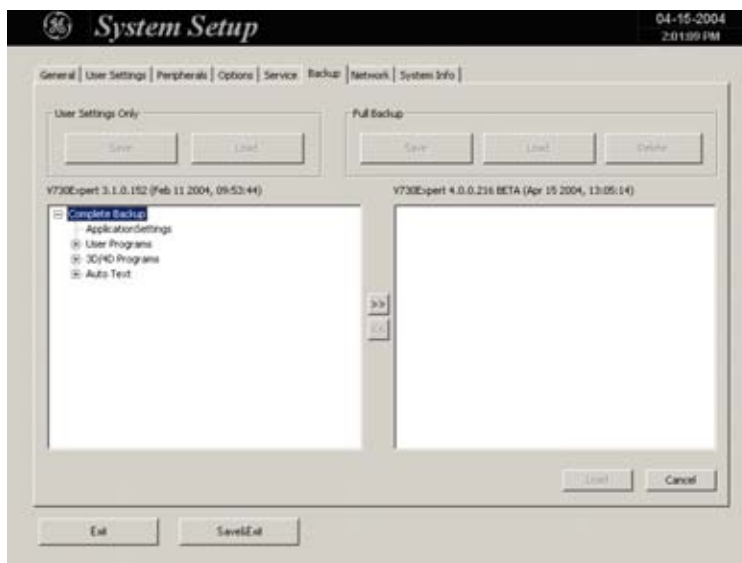 System Setup
04-15-2004
2:01:09 PM
General | User Settings | Peripherals | Options | Service | Backup | Network | System Info |
User Settings Only
Full Backup
Save Load
Save Load Delete
V730Expert 3.1.0.152 (Feb 11 2004, 09:53:44)
V730Expert 4.0.0.216 BETA (Apr 15 2004, 13:05:14)
Complete Backup
ApplicationSettings
User Programs
3D/4D Programs
Auto Text
>>
<<
Load Cancel
Exit Save&Exit